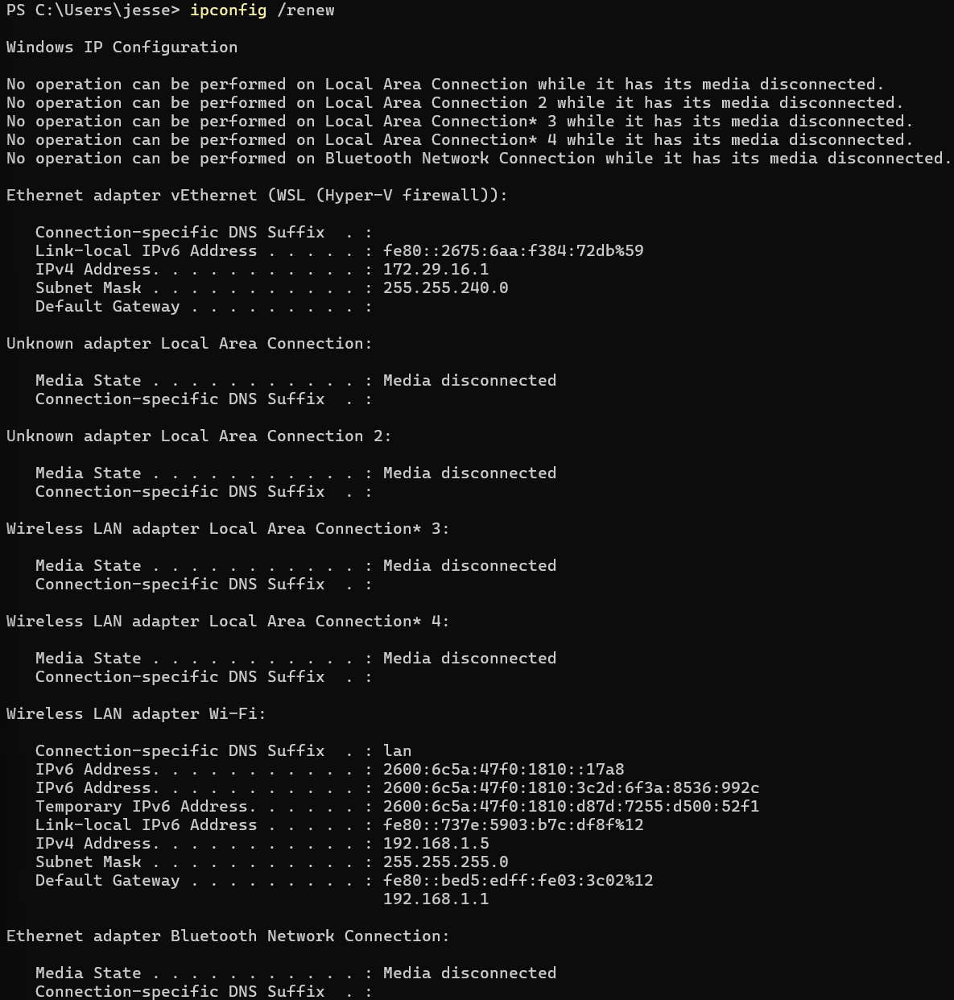 PS C:\Users\jesse> ipconfig /renew
Windows IP Configuration
No operation can be performed on Local Area Connection while it has its media disconnected.
No operation can be performed on Local Area Connection 2 while it has its media disconnected.
No operation can be performed on Local Area Connection* 3 while it has its media disconnected.
No operation can be performed on Local Area Connection* 4 while it has its media disconnected.
No operation can be performed on Bluetooth Network Connection while it has its media disconnected.
Ethernet adapter vEthernet (WSL (Hyper-V firewall)):
   Connection-specific DNS Suffix  . :
   Link-local IPv6 Address . . . . . : fe80::2675:6aa:f384:72db%59
   IPv4 Address. . . . . . . . . . . : 172.29.16.1
   Subnet Mask . . . . . . . . . . . : 255.255.240.0
   Default Gateway . . . . . . . . . :
Unknown adapter Local Area Connection:
   Media State . . . . . . . . . . . : Media disconnected
   Connection-specific DNS Suffix  . :
Unknown adapter Local Area Connection 2:
   Media State . . . . . . . . . . . : Media disconnected
   Connection-specific DNS Suffix  . :
Wireless LAN adapter Local Area Connection* 3:
   Media State . . . . . . . . . . . : Media disconnected
   Connection-specific DNS Suffix  . :
Wireless LAN adapter Local Area Connection* 4:
   Media State . . . . . . . . . . . : Media disconnected
   Connection-specific DNS Suffix  . :
Wireless LAN adapter Wi-Fi:
   Connection-specific DNS Suffix  . : lan
   IPv6 Address. . . . . . . . . . . : 2600:6c5a:47f0:1810::17a8
   IPv6 Address. . . . . . . . . . . : 2600:6c5a:47f0:1810:3c2d:6f3a:8536:992c
   Temporary IPv6 Address. . . . . . : 2600:6c5a:47f0:1810:d87d:7255:d500:52f1
   Link-local IPv6 Address . . . . . : fe80::737e:5903:b7c:df8f%12
   IPv4 Address. . . . . . . . . . . : 192.168.1.5
   Subnet Mask . . . . . . . . . . . : 255.255.255.0
   Default Gateway . . . . . . . . . : fe80::bed5:edff:fe03:3c02%12
                                       192.168.1.1
Ethernet adapter Bluetooth Network Connection:
   Media State . . . . . . . . . . . : Media disconnected
   Connection-specific DNS Suffix  . :